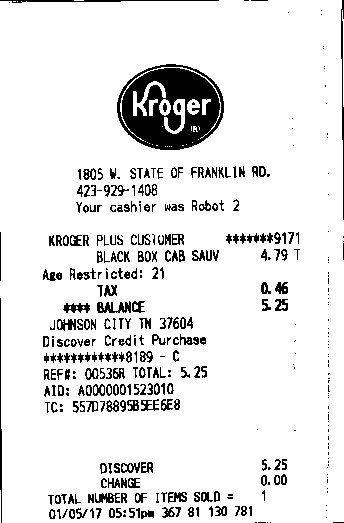 Kroger
(R)
1805 W. STATE OF FRANKLIN RD.
423-929-1408
Your cashier was Robot 2
KROGER PLUS CUSTOMER *******9171
BLACK BOX CAB SAUV 4.79 T
Age Restricted: 21
TAX 0.46
**** BALANCE 5.25
JOHNSON CITY TN 37604
Discover Credit Purchase
************8189 - C
REF#: 00536R TOTAL: 5.25
AID: A0000001523010
TC: 557D78895B5EE6E8
DISCOVER 5.25
CHANGE 0.00
TOTAL NUMBER OF ITEMS SOLD = 1
01/05/17 05:51pm 367 81 130 781